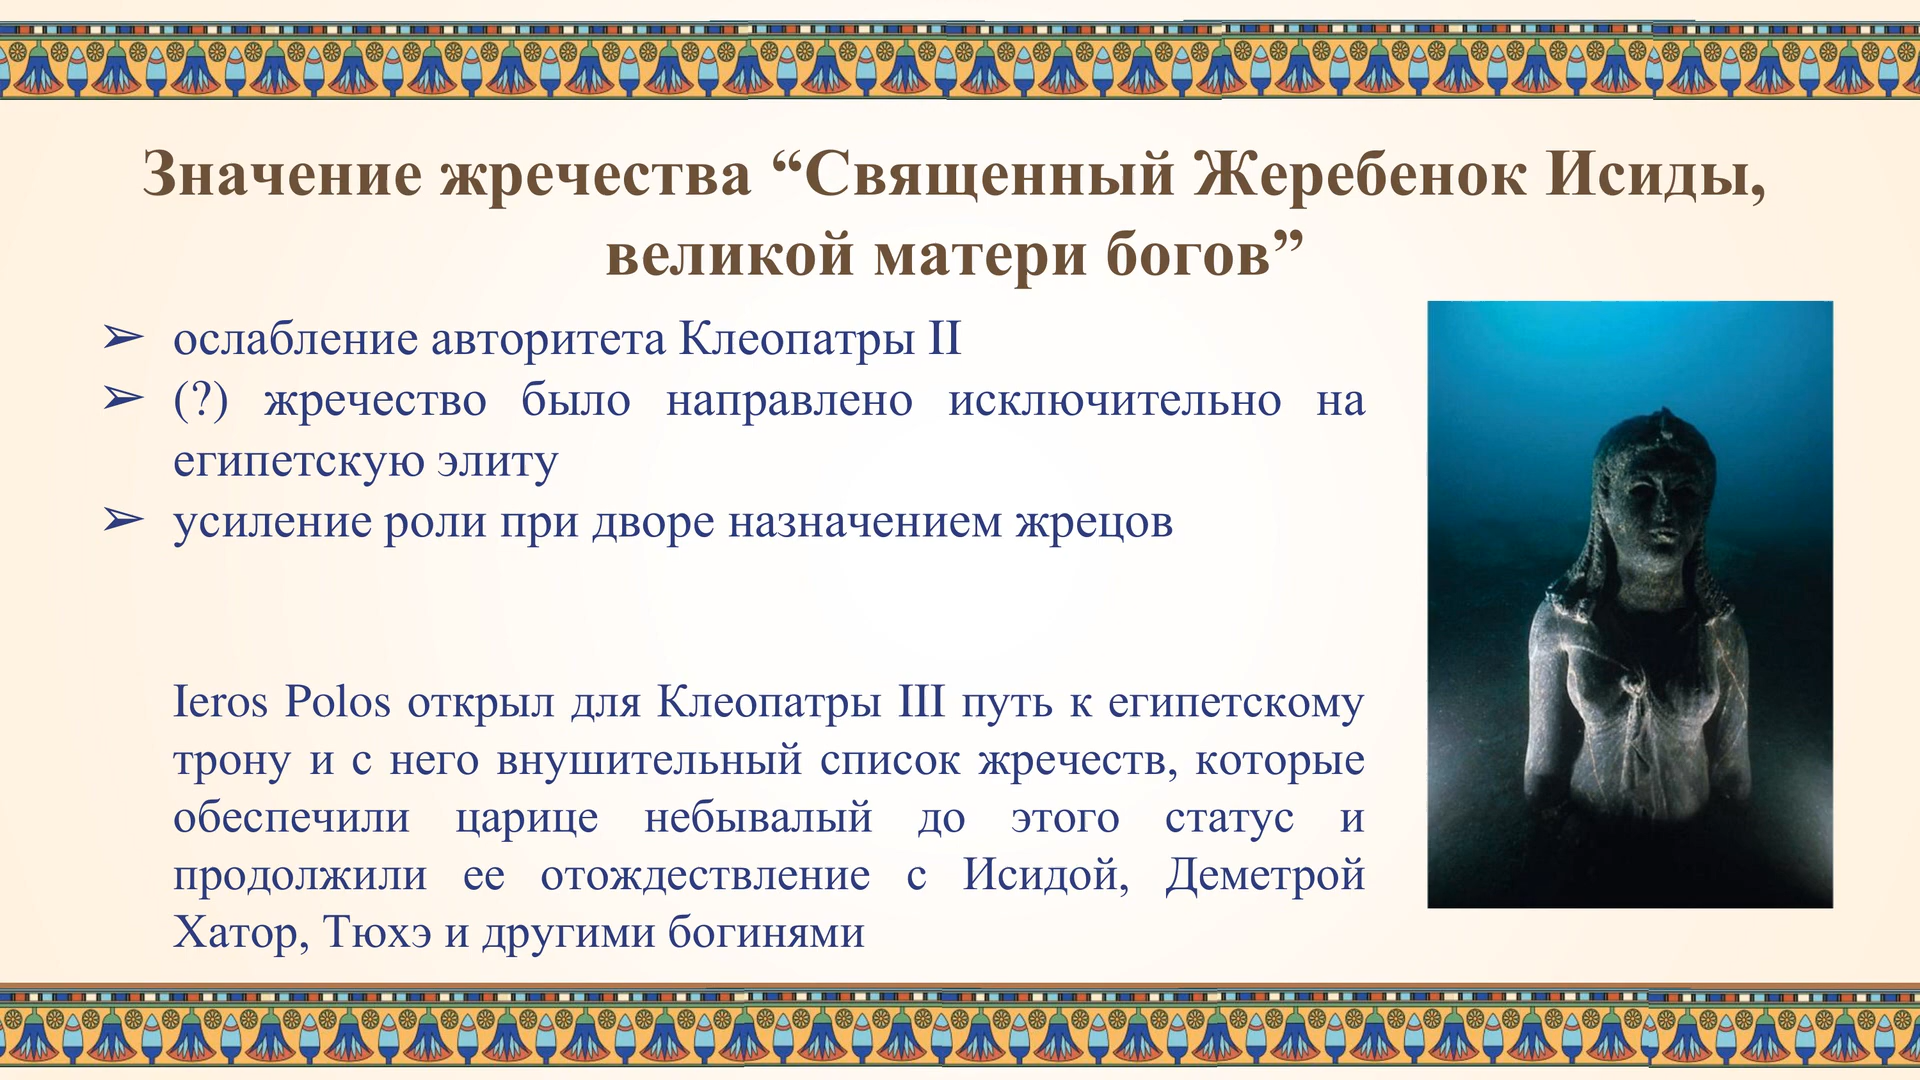 Значение жречества “Священный Жеребенок Исиды,
великой матери богов”
➢ ослабление авторитета Клеопатры II
➢ (?) жречество было направлено исключительно на
египетскую элиту
➢ усиление роли при дворе назначением жрецов
Ieros Polos открыл для Клеопатры III путь к египетскому
трону и с него внушительный список жречеств, которые
обеспечили царице небывалый до этого статус и
продолжили ее отождествление с Исидой, Деметрой
Хатор, Тюхэ и другими богинями